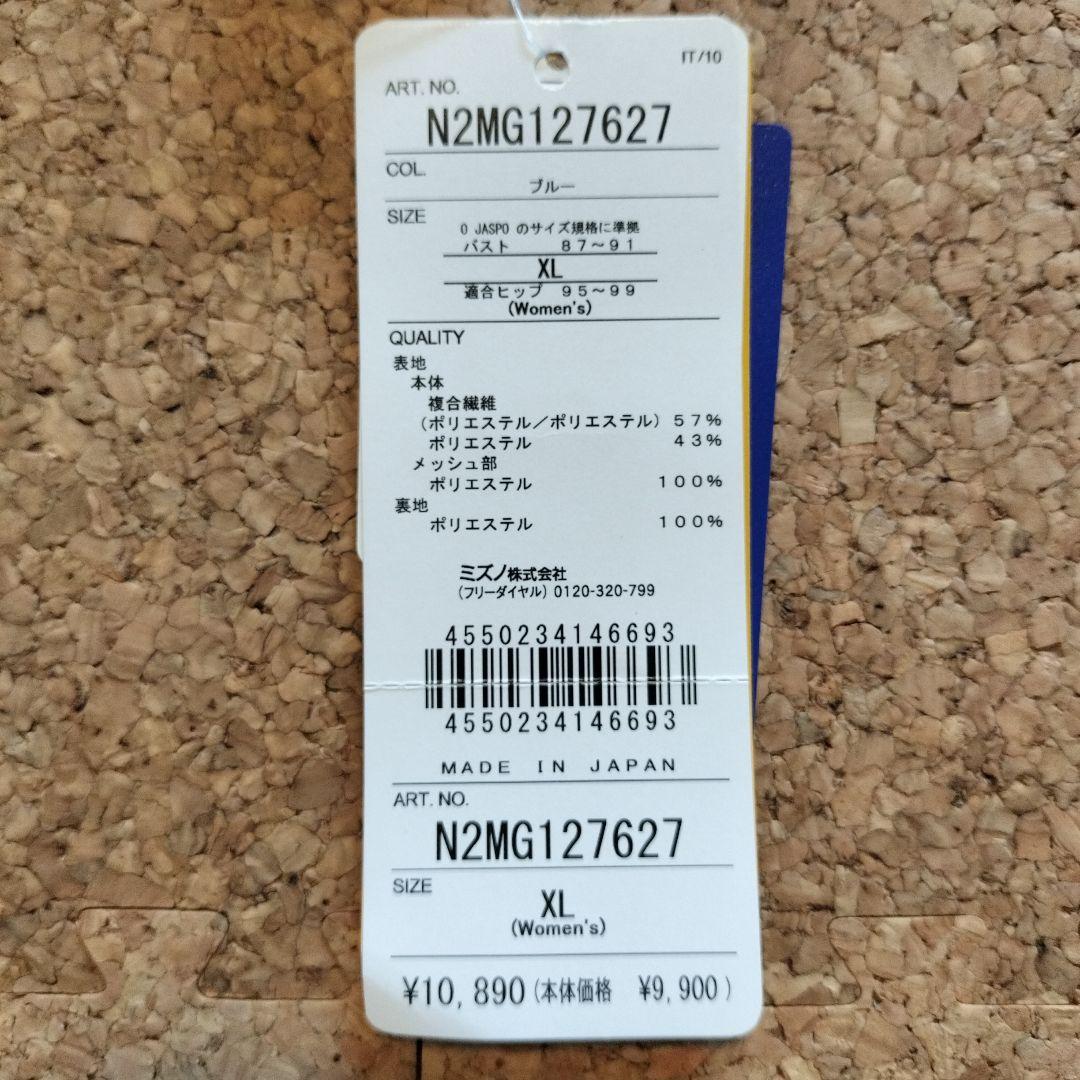 IT/10
ART. NO.
N2MG127627
COL.
ブルー
SIZE
O JASPO のサイズ規格に準拠
バスト 87～91
XL
適合ヒップ 95～99
(Women's)
QUALITY
表地
本体
複合繊維
(ポリエステル／ポリエステル) 57%
ポリエステル 43%
メッシュ部
ポリエステル 100%
裏地
ポリエステル 100%
ミズノ株式会社
(フリーダイヤル) 0120-320-799
4550234146693
4550234146693
MADE IN JAPAN
ART. NO.
N2MG127627
SIZE
XL
(Women's)
¥10,890(本体価格 ¥9,900)